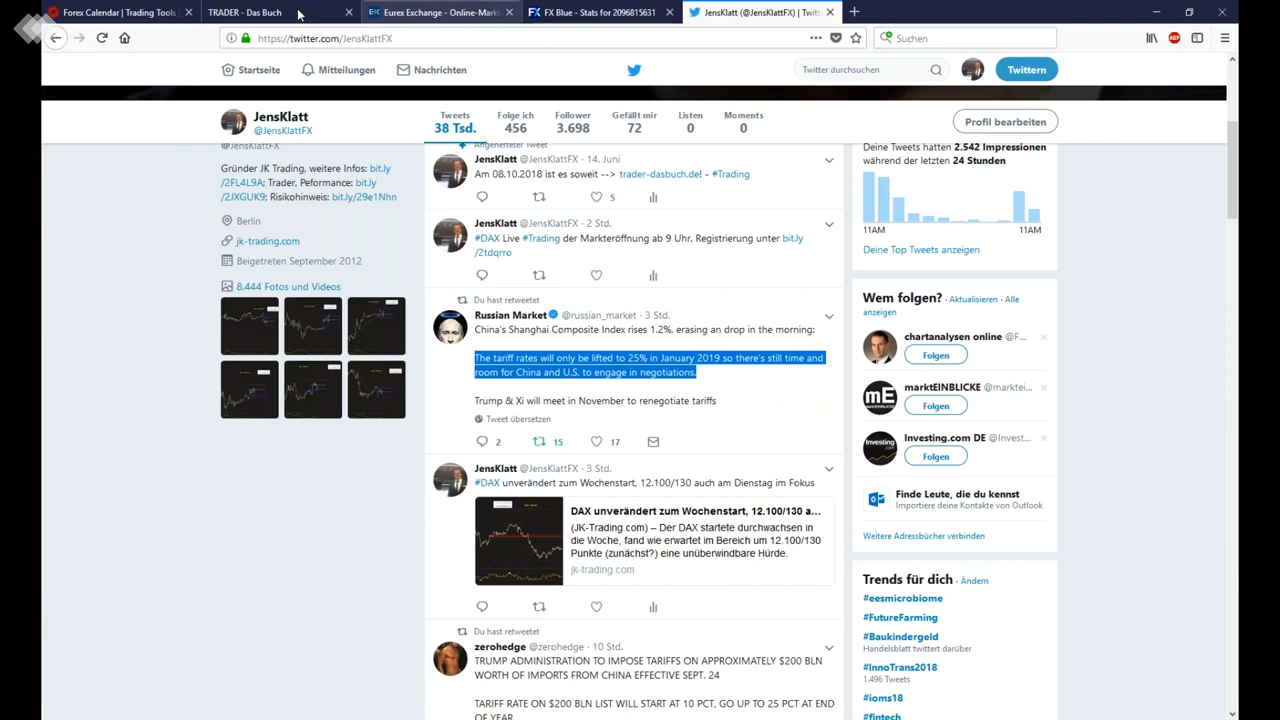 Forex Calendar | Trading Tools
TRADER - Das Buch
Eurex Exchange - Online-Mark
FX Blue - Stats for 2096815631
JensKlatt (@JensKlattFX) | Twitt
https://twitter.com/JensKlattFX
Suchen
Startseite
Mitteilungen
Nachrichten
Twitter durchsuchen
Twittern
JensKlatt
@JensKlattFX
Tweets
38 Tsd.
Folge ich
456
Follower
3.698
Gefällt mir
72
Listen
0
Moments
0
Profil bearbeiten
@JensKlattFX
Gründer JK Trading, weitere Infos: bit.ly
/2FL4L9A; Trader, Peformance: bit.ly
/2JXGUK9; Risikohinweis: bit.ly/29e1Nhn
Berlin
jk-trading.com
Beigetreten September 2012
8.444 Fotos und Videos
Angehefteter Tweet
JensKlatt @JensKlattFX · 14. Juni
Am 08.10.2018 ist es soweit --> trader-dasbuch.de! - #Trading
5
JensKlatt @JensKlattFX · 2 Std.
#DAX Live #Trading der Markteröffnung ab 9 Uhr, Registrierung unter bit.ly
/2tdqrro
Du hast retweetet
Russian Market @russian_market · 3 Std.
China's Shanghai Composite Index rises 1.2%, erasing an drop in the morning:
The tariff rates will only be lifted to 25% in January 2019 so there's still time and
room for China and U.S. to engage in negotiations.
Trump & Xi will meet in November to renegotiate tariffs
Tweet übersetzen
2
15
17
JensKlatt @JensKlattFX · 3 Std.
#DAX unverändert zum Wochenstart, 12.100/130 auch am Dienstag im Fokus
DAX unverändert zum Wochenstart, 12.100/130 a...
(JK-Trading.com) – Der DAX startete durchwachsen in
die Woche, fand wie erwartet im Bereich um 12.100/130
Punkte (zunächst?) eine unüberwindbare Hürde.
jk-trading.com
Du hast retweetet
zerohedge @zerohedge · 10 Std.
TRUMP ADMINISTRATION TO IMPOSE TARIFFS ON APPROXIMATELY $200 BLN
WORTH OF IMPORTS FROM CHINA EFFECTIVE SEPT. 24
TARIFF RATE ON $200 BLN LIST WILL START AT 10 PCT, GO UP TO 25 PCT AT END
OF YEAR
Deine Tweets hatten 2.542 Impressionen
während der letzten 24 Stunden
11AM
11AM
Deine Top Tweets anzeigen
Wem folgen? · Aktualisieren · Alle
anzeigen
chartanalysen online @F...
Folgen
mE
marktEINBLICKE @marktei...
Folgen
Investing.com
Investing.com DE @Invest...
Folgen
Finde Leute, die du kennst
Importiere deine Kontakte von Outlook
Weitere Adressbücher verbinden
Trends für dich · Ändern
#eesmicrobiome
#FutureFarming
#Baukindergeld
Handelsblatt twittert darüber
#InnoTrans2018
1.496 Tweets
#ioms18
#fintech